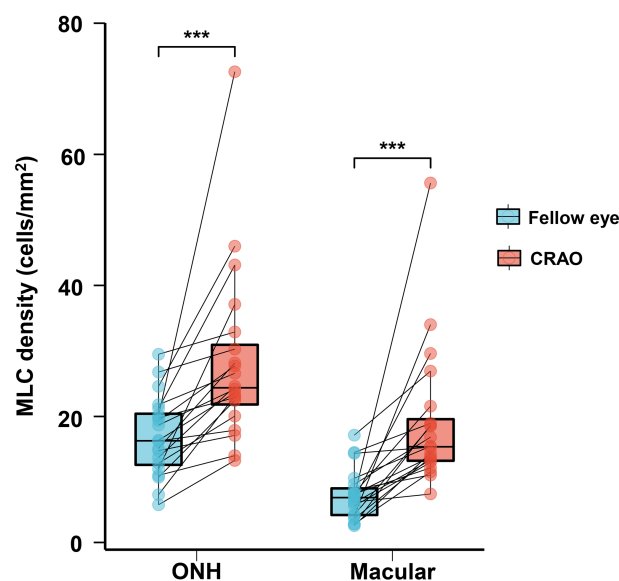 80
60
40
20
0
MLC density (cells/mm²)
***
***
Fellow eye
CRAO
ONH
Macular